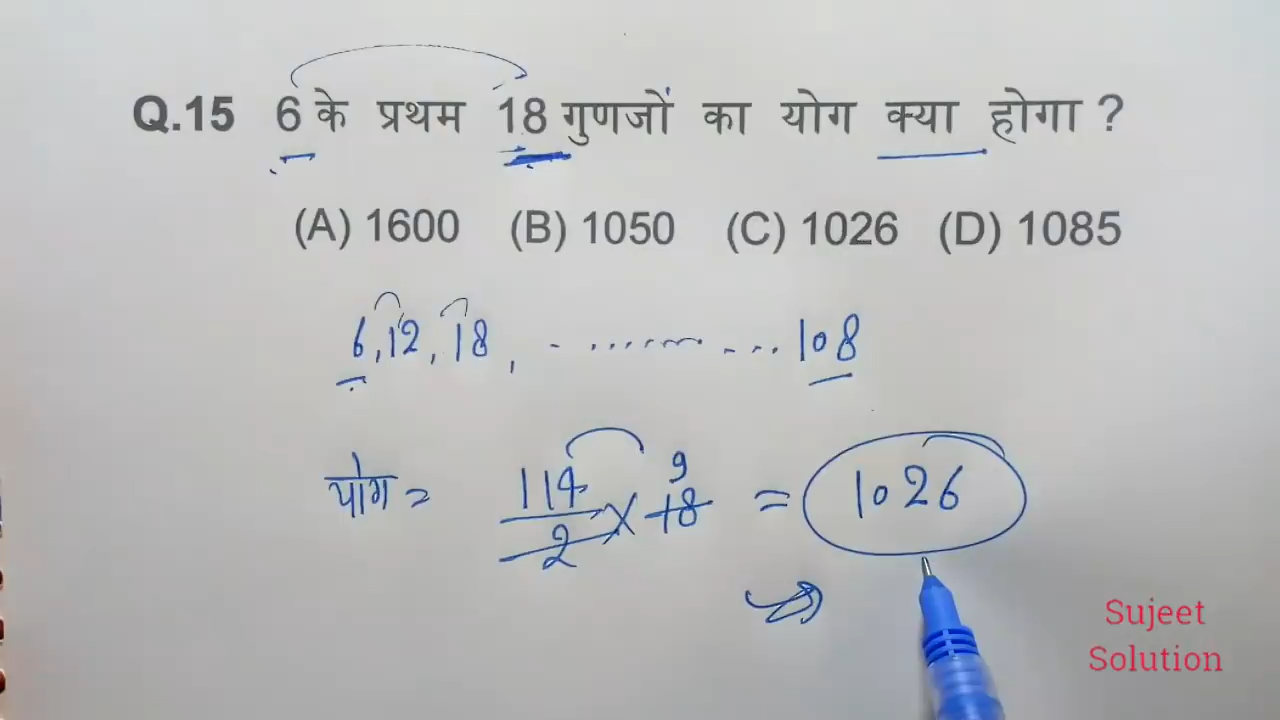 Q.15 6 के प्रथम 18 गुणजों का योग क्या होगा ?
(A) 1600 (B) 1050 (C) 1026 (D) 1085
6, 12, 18, ............... 108
योग = 114/2 × 18 9 = 1026
Sujeet
Solution